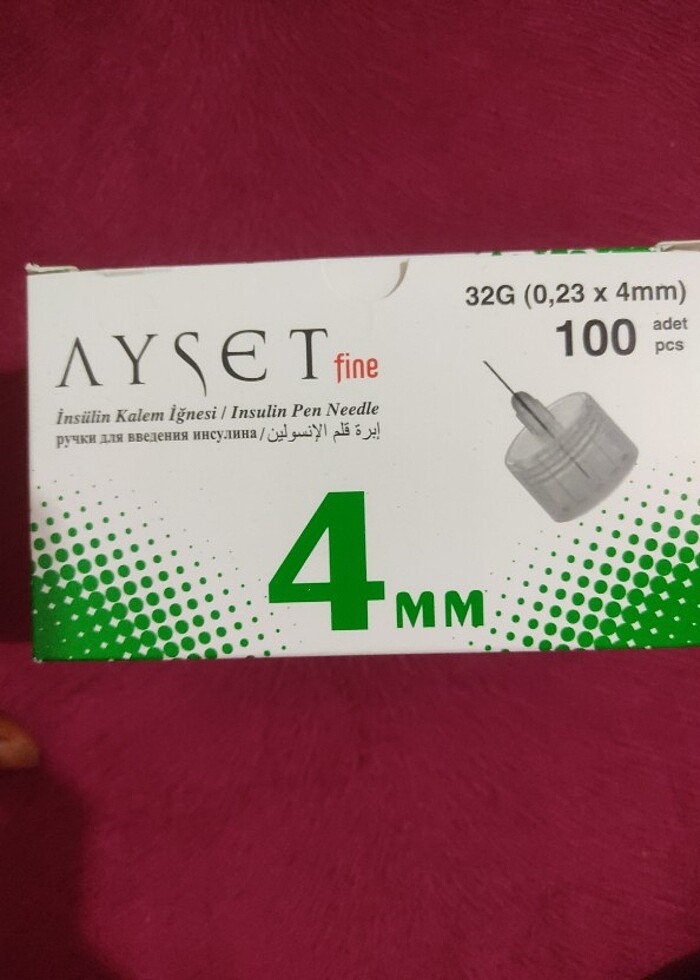 AYSET fine
İnsülin Kalem İğnesi / Insulin Pen Needle
ручки для введения инсулина / إبرة قلم الإنسولين
32G (0,23 x 4mm)
100 adet
pcs
4 MM